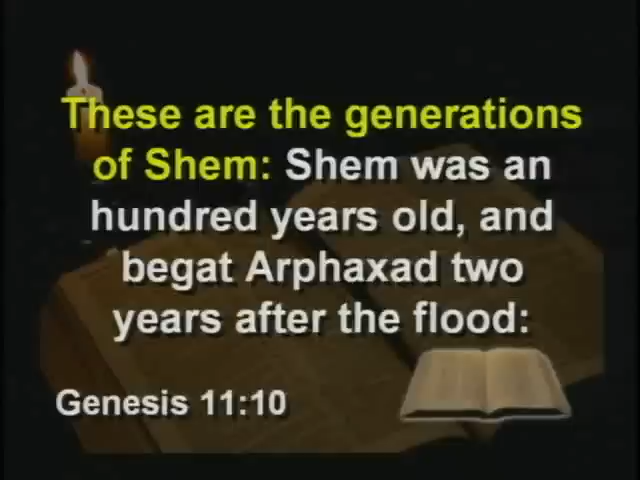 These are the generations
of Shem: Shem was an
hundred years old, and
begat Arphaxad two
years after the flood:
Genesis 11:10